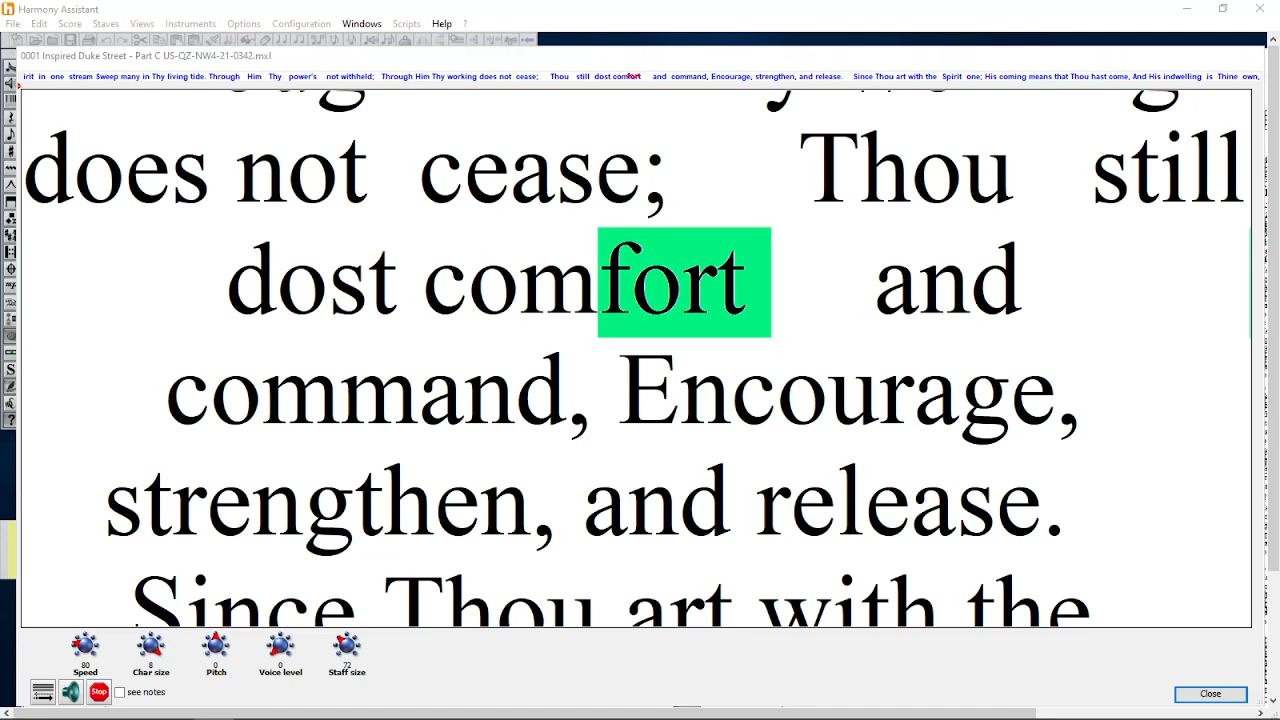 Harmony Assistant
File Edit Score Staves Views Instruments Options Configuration Windows Scripts Help ?
0001 Inspired Duke Street - Part C US-QZ-NW4-21-0342.mxl
irit in one stream Sweep many in Thy living tide. Through Him Thy power's not withheld; Through Him Thy working does not cease; Thou still dost comfort and command, Encourage, strengthen, and release. Since Thou art with the Spirit one; His coming means that Thou hast come, And His indwelling is Thine own,
does not cease; Thou still
dost comfort and
command, Encourage,
strengthen, and release.
Since Thou art with the
80 8 0 0 72
Speed Char size Pitch Voice level Staff size
Stop see notes
Close